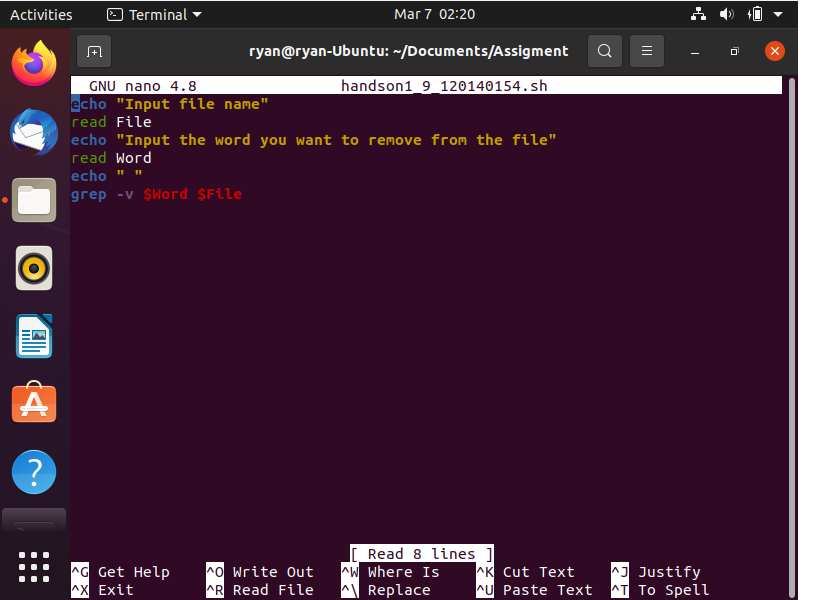 Activities Terminal Mar 7 02:20
ryan@ryan-Ubuntu: ~/Documents/Assigment
GNU nano 4.8 handson1_9_120140154.sh
echo "Input file name"
read File
echo "Input the word you want to remove from the file"
read Word
echo " "
grep -v $Word $File
[ Read 8 lines ]
^G Get Help ^O Write Out ^W Where Is ^K Cut Text ^J Justify
^X Exit ^R Read File ^\ Replace ^U Paste Text ^T To Spell